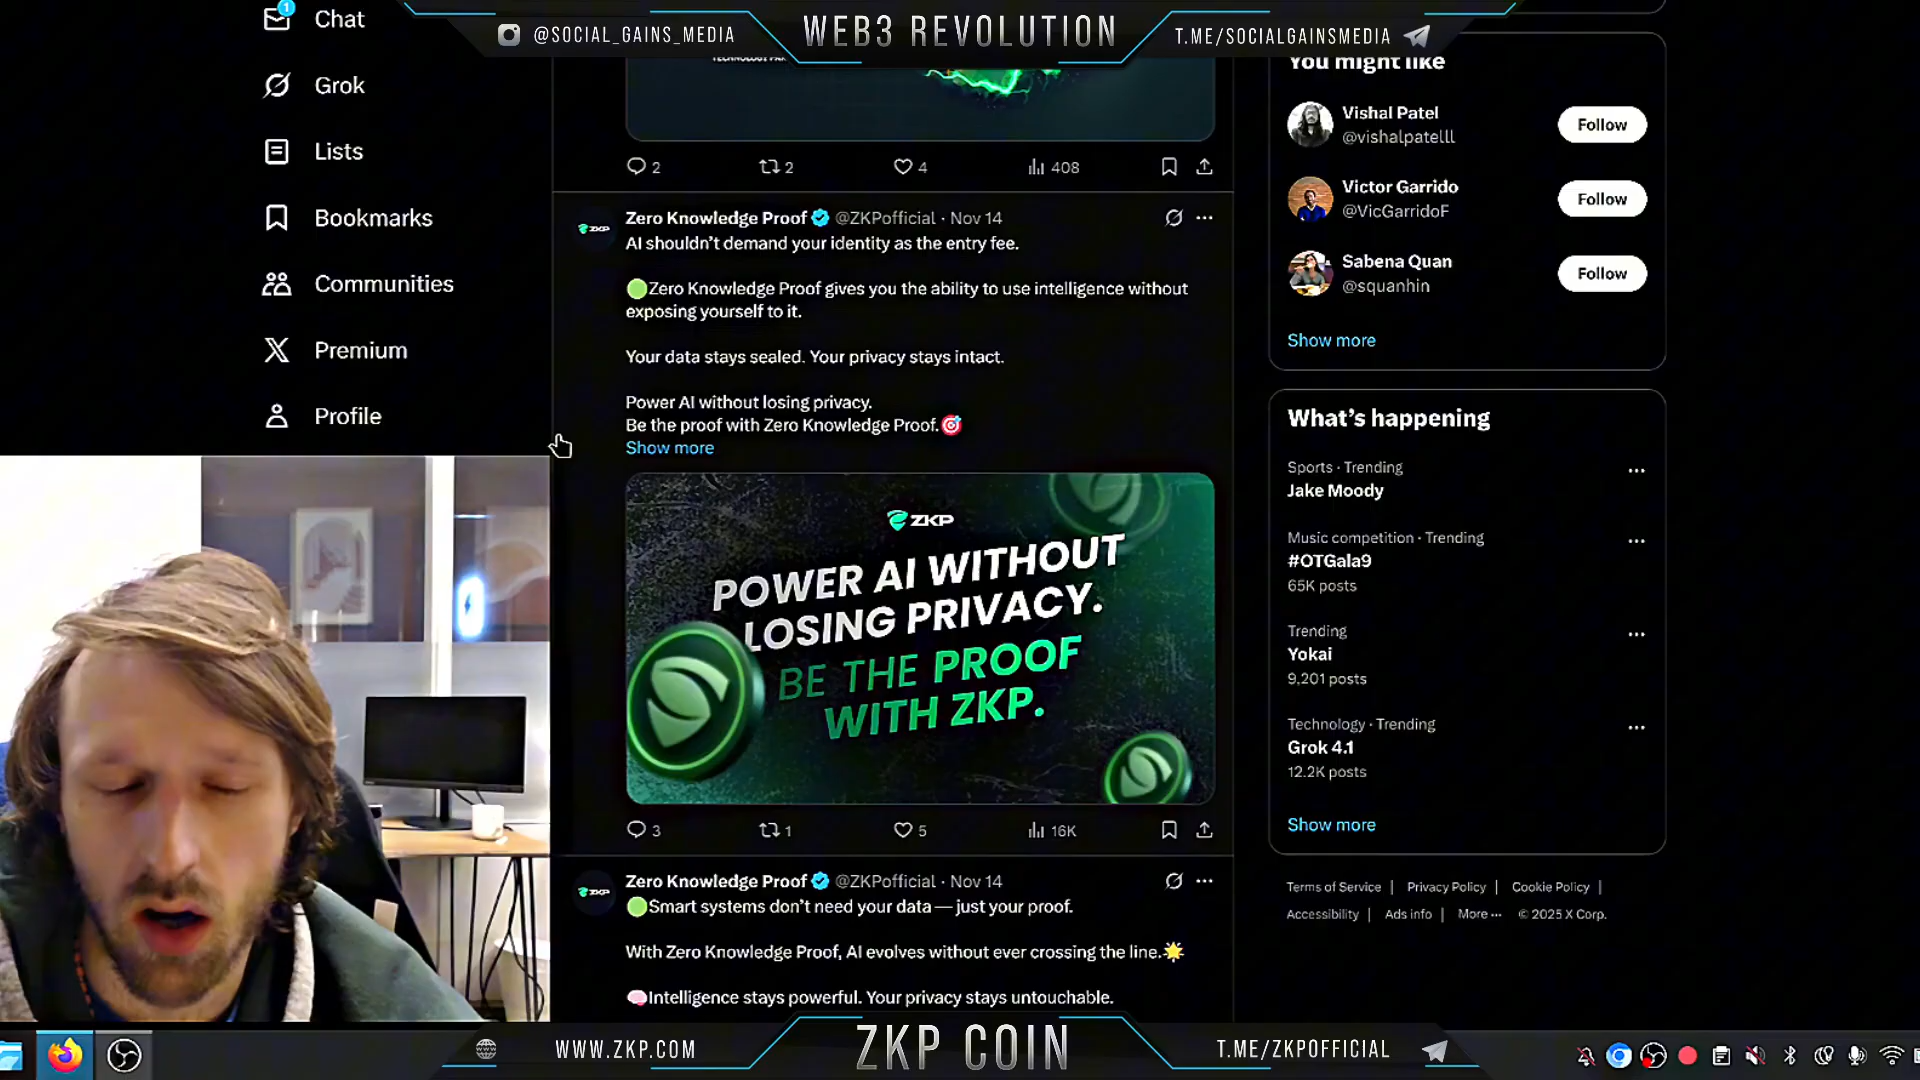 @SOCIAL_GAINS_MEDIA
WEB3 REVOLUTION
T.ME/SOCIALGAINSMEDIA
1
Chat
Grok
Lists
Bookmarks
Communities
Premium
Profile
2
2
4
408
Zero Knowledge Proof @ZKPofficial · Nov 14
AI shouldn't demand your identity as the entry fee.
Zero Knowledge Proof gives you the ability to use intelligence without
exposing yourself to it.
Your data stays sealed. Your privacy stays intact.
Power AI without losing privacy.
Be the proof with Zero Knowledge Proof.
Show more
ZKP
POWER AI WITHOUT
LOSING PRIVACY.
BE THE PROOF
WITH ZKP.
3
1
5
16K
ZKP
Zero Knowledge Proof @ZKPofficial · Nov 14
Smart systems don't need your data — just your proof.
With Zero Knowledge Proof, AI evolves without ever crossing the line.
Intelligence stays powerful. Your privacy stays untouchable.
ZKP
You might like
Vishal Patel
@vishalpatelll
Follow
Victor Garrido
@VicGarridoF
Follow
Sabena Quan
@squanhin
Follow
Show more
What's happening
Sports · Trending
Jake Moody
Music competition · Trending
#OTGala9
65K posts
Trending
Yokai
9,201 posts
Technology · Trending
Grok 4.1
12.2K posts
Show more
Terms of Service | Privacy Policy | Cookie Policy |
Accessibility | Ads info | More ··· © 2025 X Corp.
WWW.ZKP.COM
ZKP COIN
T.ME/ZKPOFFICIAL